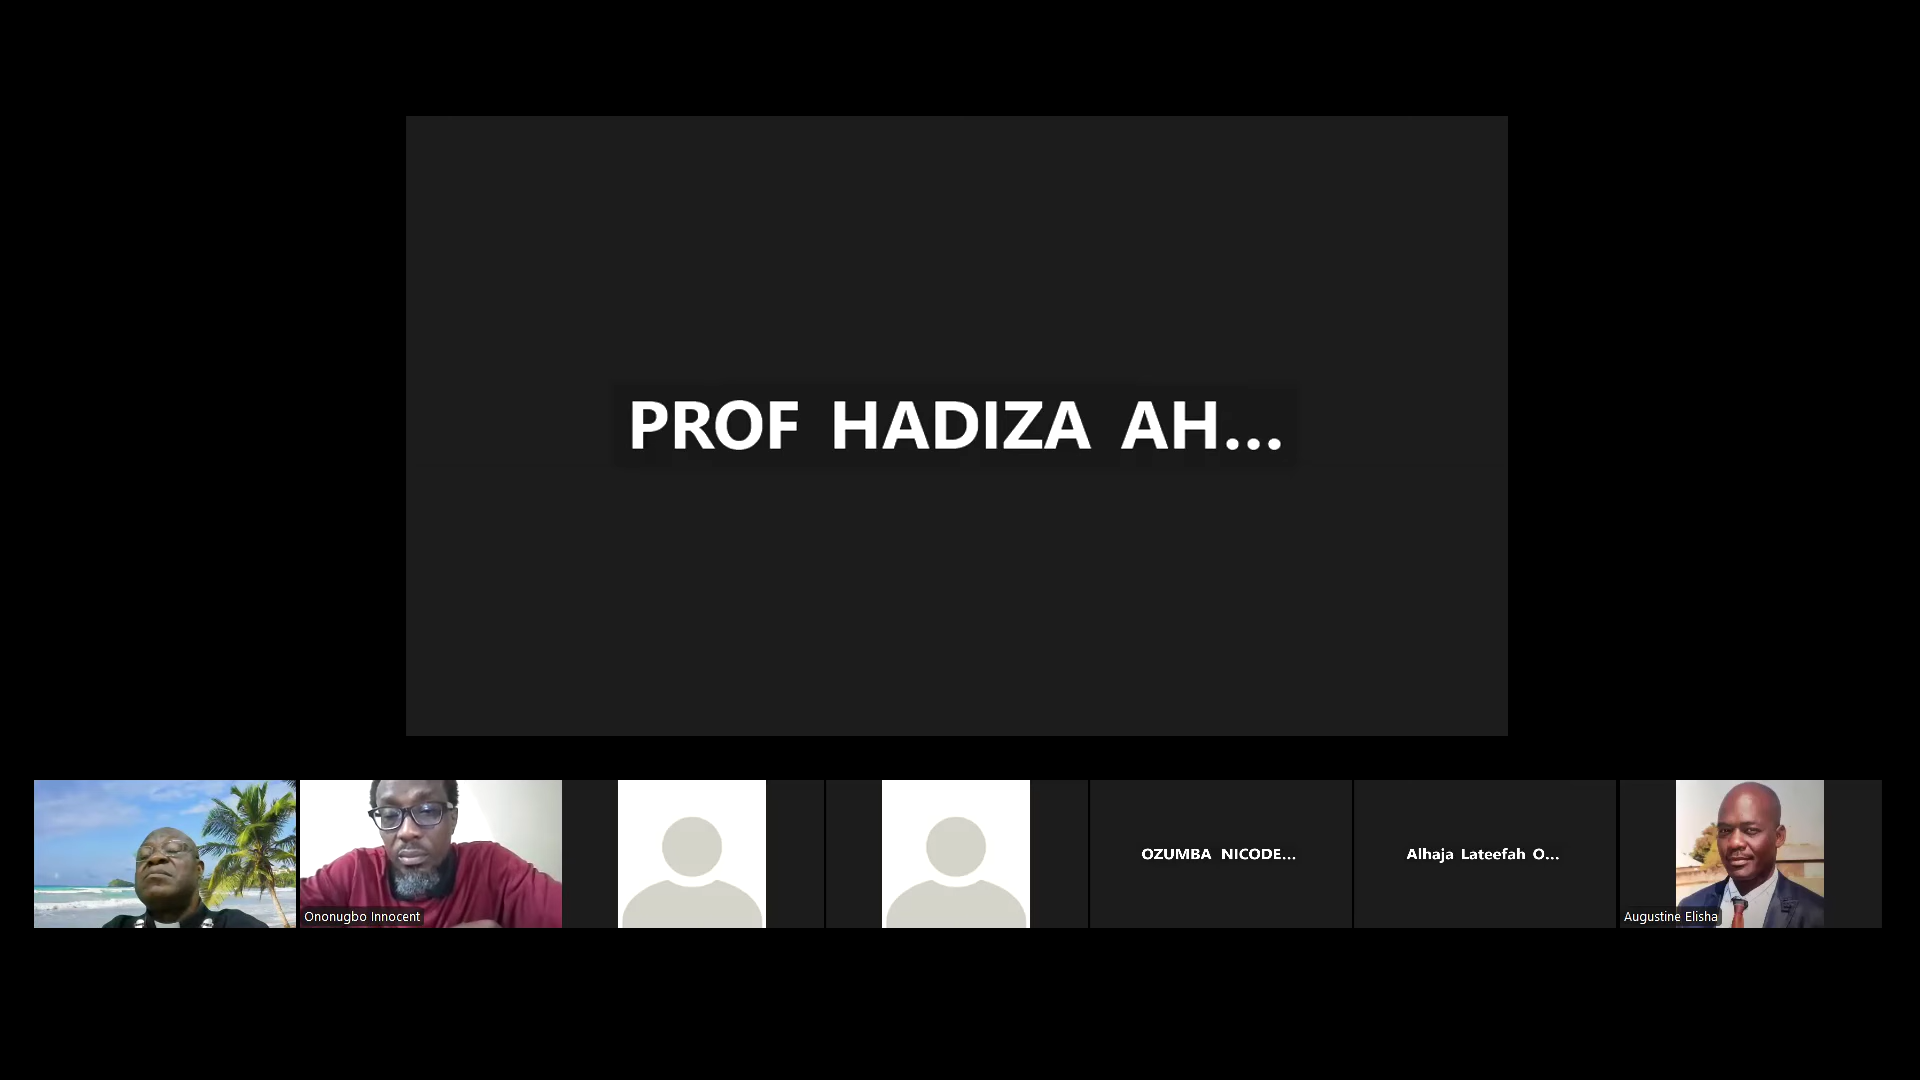 PROF HADIZA AH...
Ononugbo Innocent
OZUMBA NICODE...
Alhaja Lateefah O...
Augustine Elisha